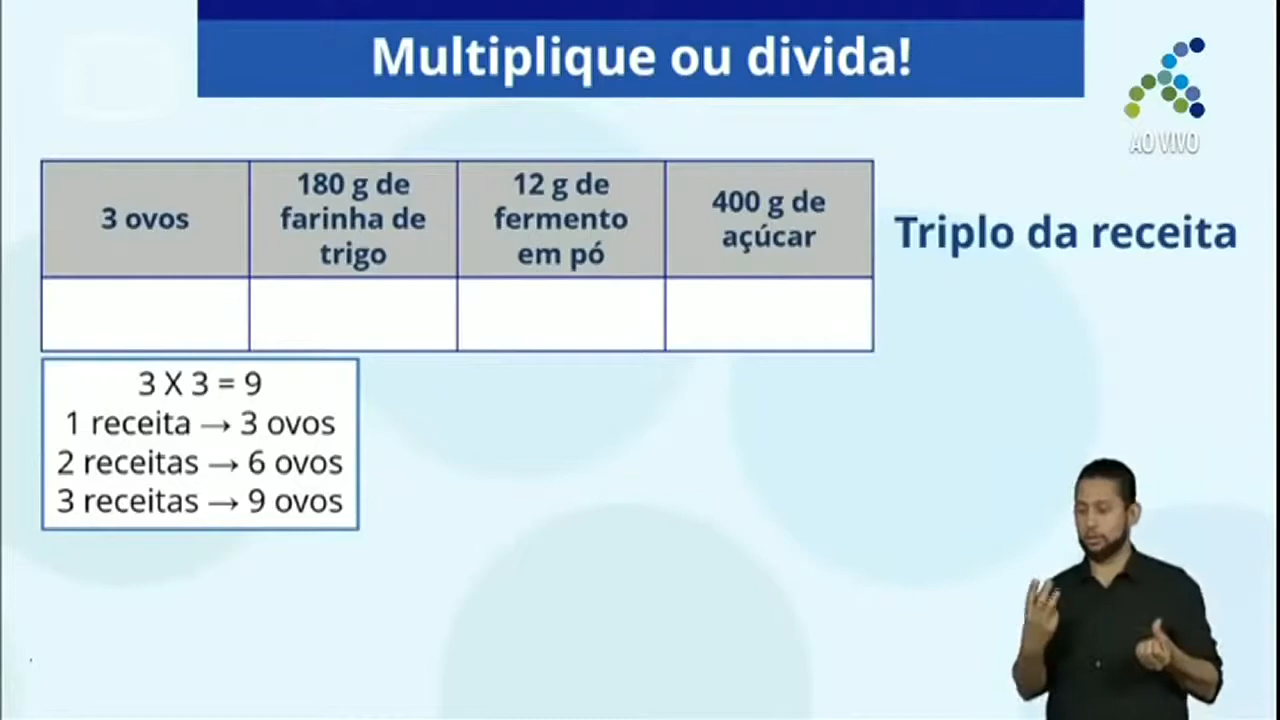 Multiplique ou divida!
AO VIVO
3 ovos
180 g de
farinha de
trigo
12 g de
fermento
em pó
400 g de
açúcar
Triplo da receita
3 X 3 = 9
1 receita → 3 ovos
2 receitas → 6 ovos
3 receitas → 9 ovos